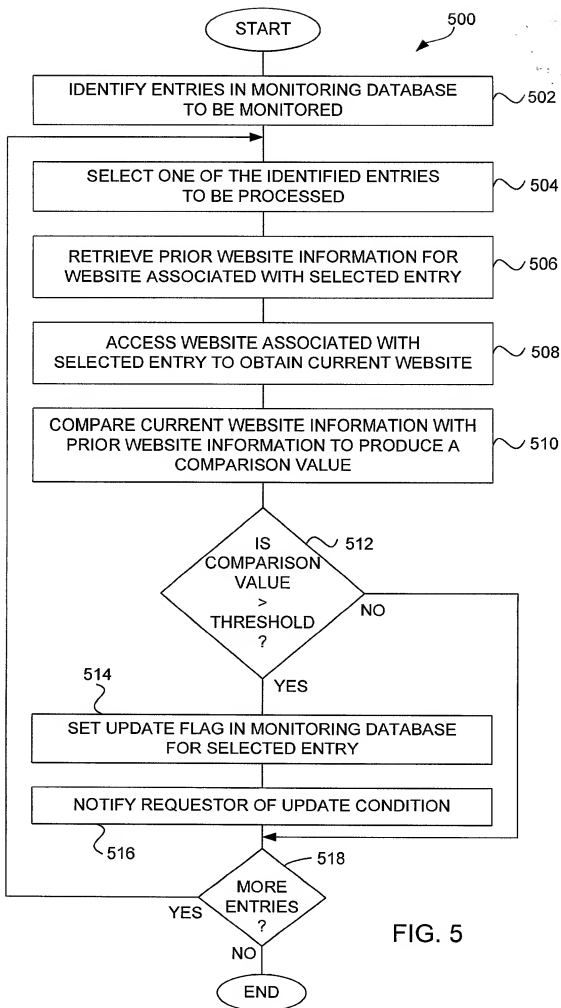 START
500
IDENTIFY ENTRIES IN MONITORING DATABASE
TO BE MONITORED
502
SELECT ONE OF THE IDENTIFIED ENTRIES
TO BE PROCESSED
504
RETRIEVE PRIOR WEBSITE INFORMATION FOR
WEBSITE ASSOCIATED WITH SELECTED ENTRY
506
ACCESS WEBSITE ASSOCIATED WITH
SELECTED ENTRY TO OBTAIN CURRENT WEBSITE
508
COMPARE CURRENT WEBSITE INFORMATION WITH
PRIOR WEBSITE INFORMATION TO PRODUCE A
COMPARISON VALUE
510
IS
COMPARISON
VALUE
>
THRESHOLD
?
512
NO
YES
514
SET UPDATE FLAG IN MONITORING DATABASE
FOR SELECTED ENTRY
NOTIFY REQUESTOR OF UPDATE CONDITION
516
518
MORE
ENTRIES
?
YES
NO
END
FIG. 5